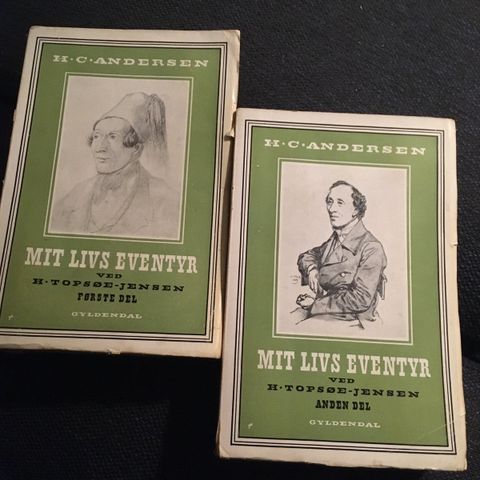 H·C·ANDERSEN
MIT LIVS EVENTYR
VED
H·TOPSØE-JENSEN
FØRSTE DEL
GYLDENDAL
H·C·ANDERSEN
MIT LIVS EVENTYR
VED
H·TOPSØE-JENSEN
ANDEN DEL
GYLDENDAL